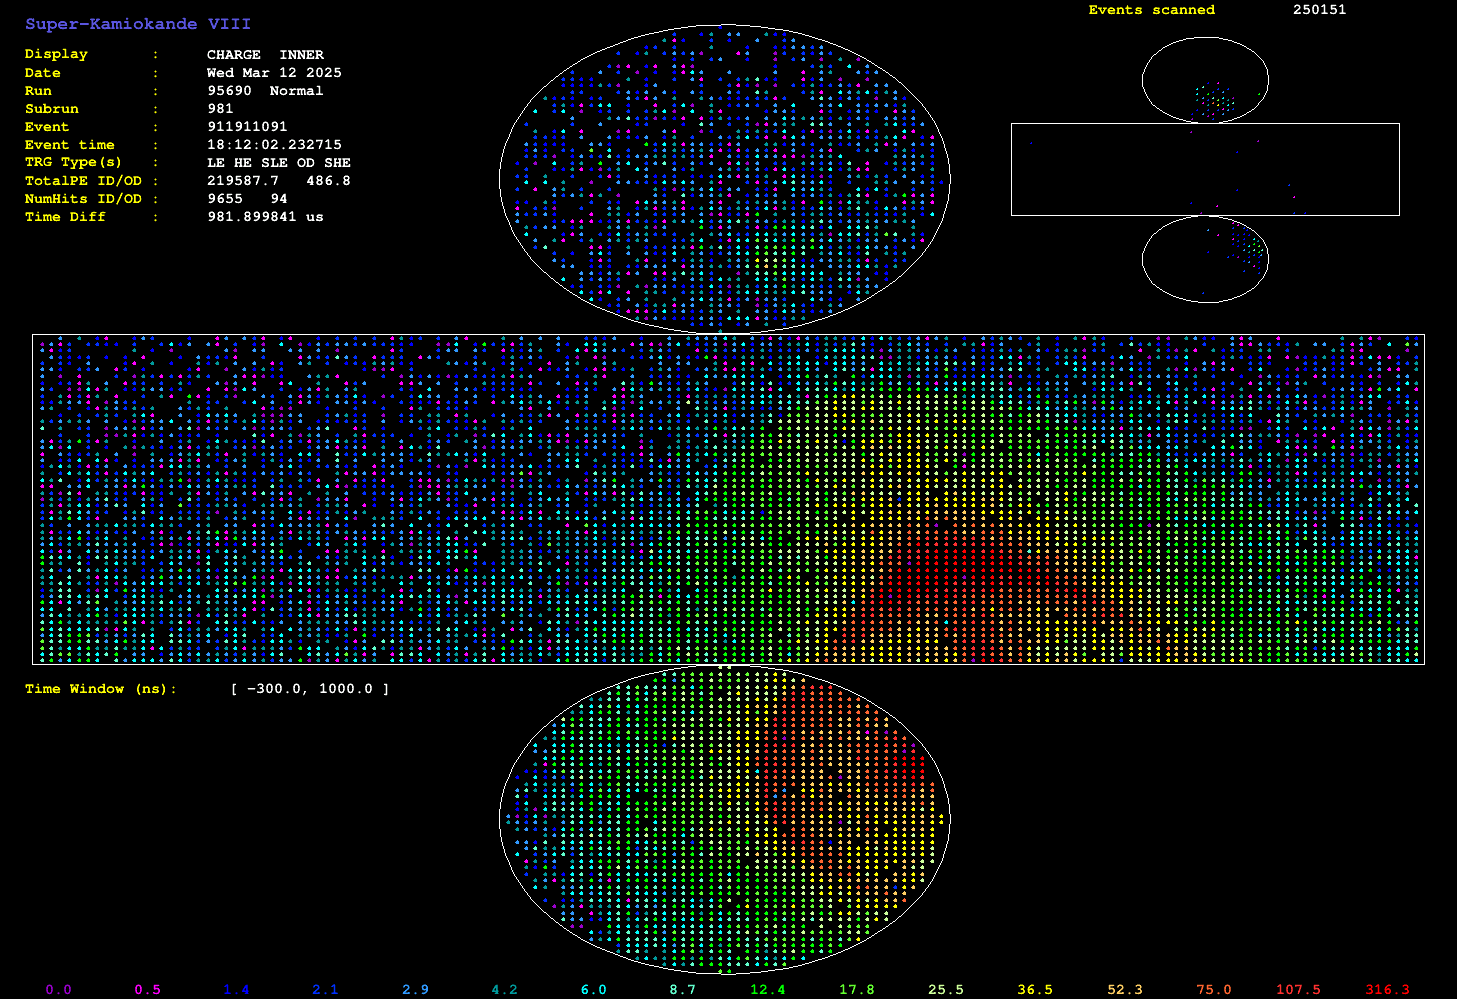 Super-Kamiokande VIII
Events scanned 250151
Display : CHARGE INNER
Date : Wed Mar 12 2025
Run : 95690 Normal
Subrun : 981
Event : 911911091
Event time : 18:12:02.232715
TRG Type(s) : LE HE SLE OD SHE
TotalPE ID/OD : 219587.7 486.8
NumHits ID/OD : 9655 94
Time Diff : 981.899841 us
Time Window (ns): [ -300.0, 1000.0 ]
0.0 0.5 1.4 2.1 2.9 4.2 6.0 8.7 12.4 17.8 25.5 36.5 52.3 75.0 107.5 316.3